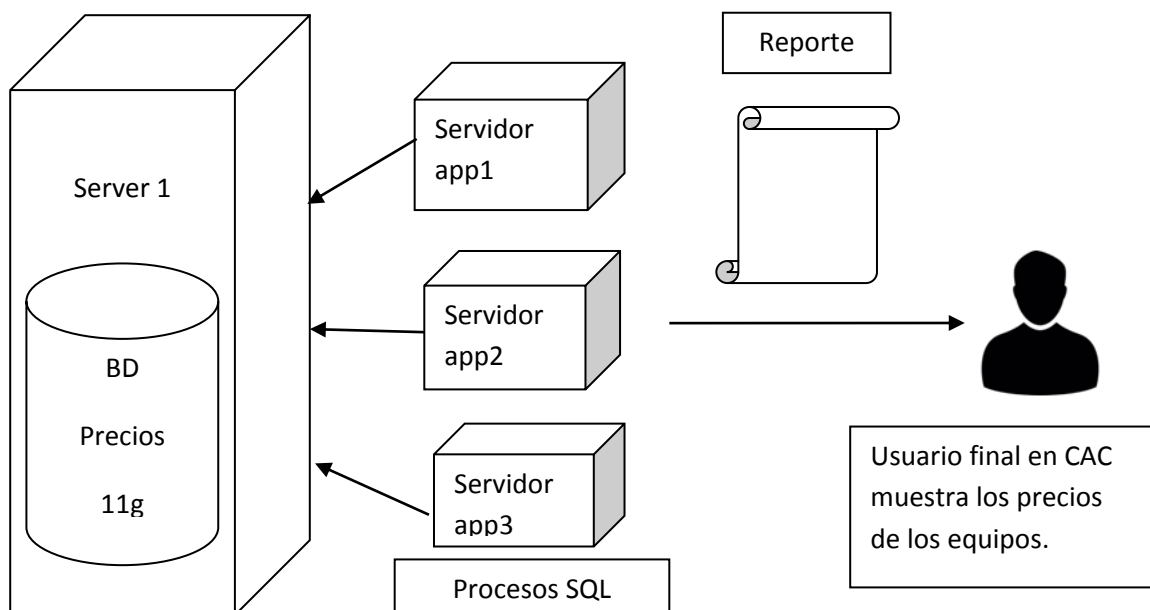 Reporte
Servidor
app1
Server 1
Servidor
app2
BD
Precios
11g
Servidor
app3
Procesos SQL
Usuario final en CAC
muestra los precios
de los equipos.